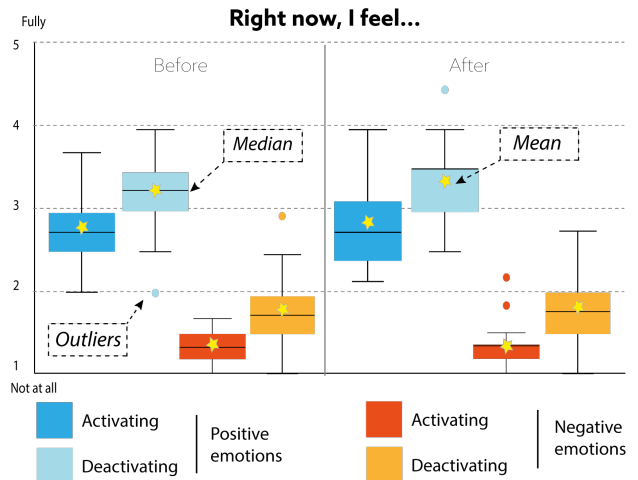 Right now, I feel...
Fully
5
Before
After
4
Median
Mean
3
2
Outliers
1
Not at all
Activating
Deactivating
Positive
emotions
Activating
Deactivating
Negative
emotions